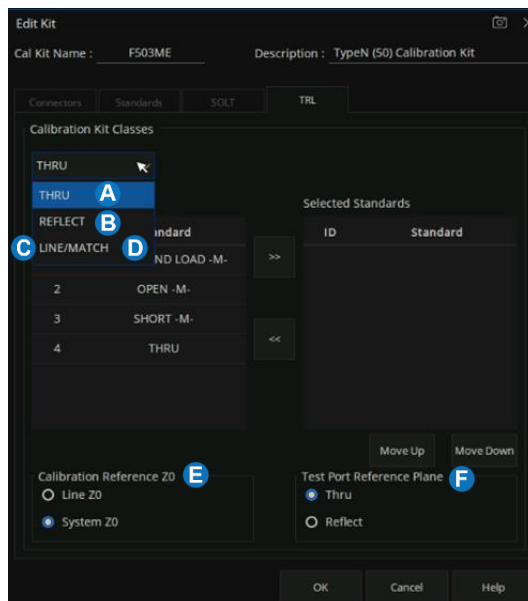 Edit Kit
Cal Kit Name : F503ME Description : TypeN (50) Calibration Kit
Connectors Standards SOLT TRL
Calibration Kit Classes
THRU
THRU A
REFLECT B
C LINE/MATCH D
Selected Standards
ndard ID Standard
ND LOAD -M- >>
2 OPEN -M-
3 SHORT -M-
4 THRU <<
Move Up Move Down
Calibration Reference Z0 E Test Port Reference Plane F
Line Z0 Thru
System Z0 Reflect
OK Cancel Help